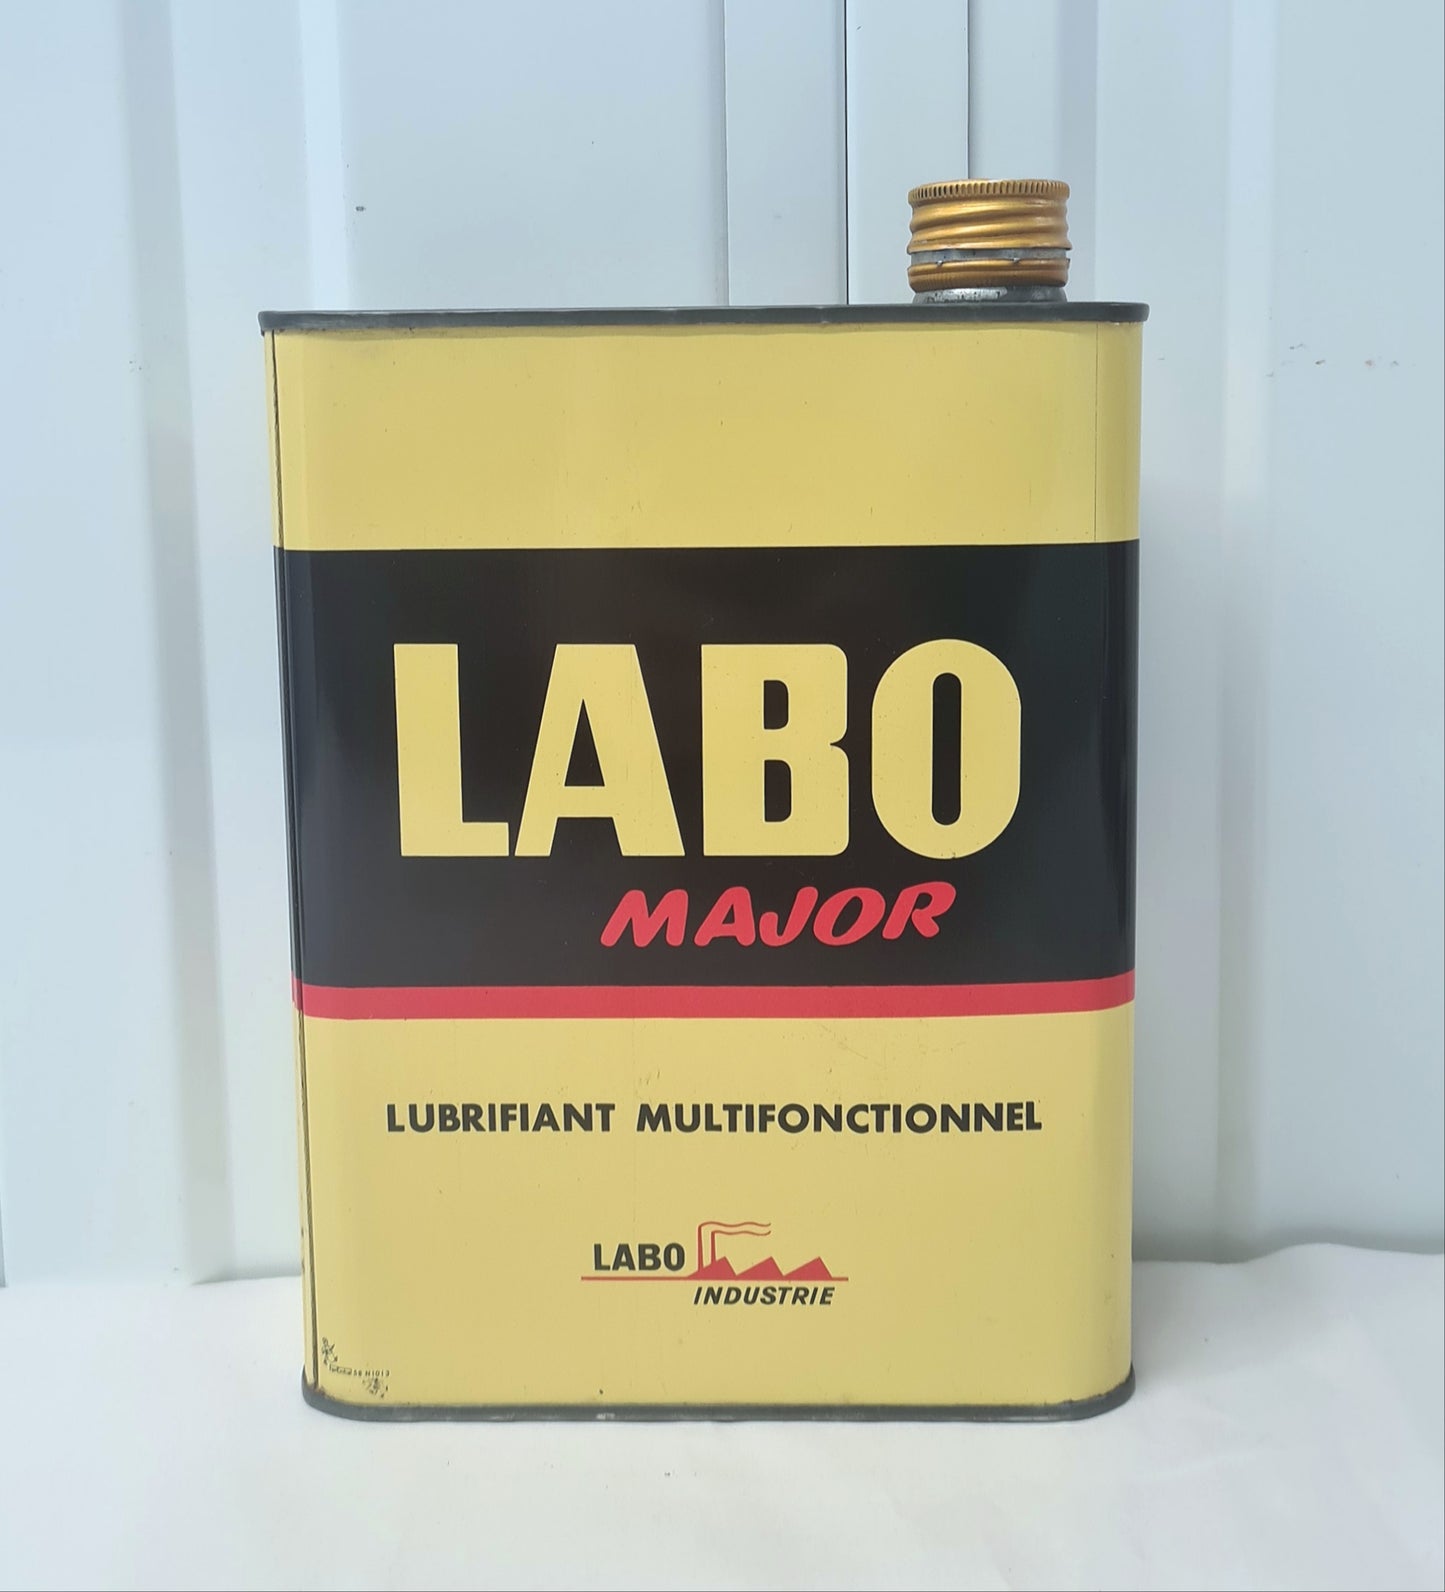 LABO
MAJOR
LUBRIFIANT MULTIFONCTIONNEL
LABO
INDUSTRIE